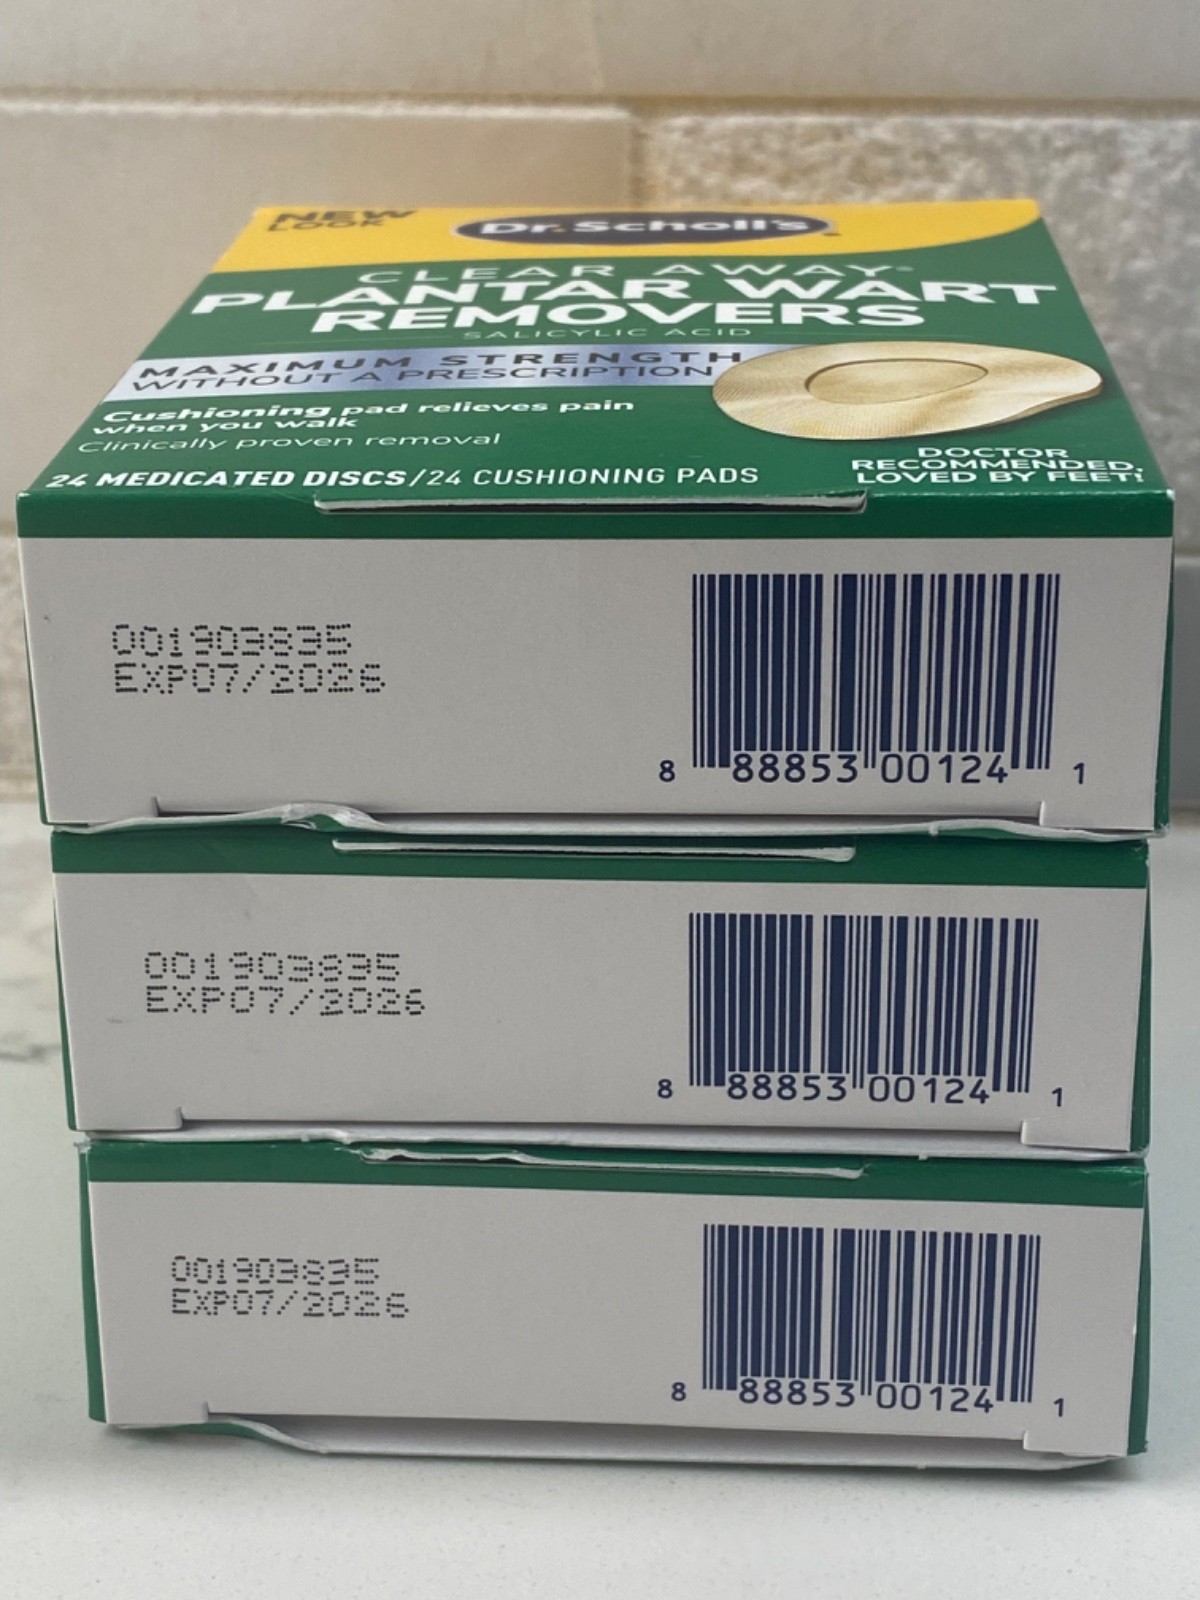 NEW
LOOK
Dr. Scholl's
CLEAR AWAY®
PLANTAR WART
REMOVERS
SALICYLIC ACID
MAXIMUM STRENGTH
WITHOUT A PRESCRIPTION
Cushioning pad relieves pain
when you walk
Clinically proven removal
24 MEDICATED DISCS/24 CUSHIONING PADS
DOCTOR
RECOMMENDED,
LOVED BY FEET!
001903835
EXP07/2026
8 88853 00124 1
001903835
EXP07/2026
8 88853 00124 1
001903835
EXP07/2026
8 88853 00124 1